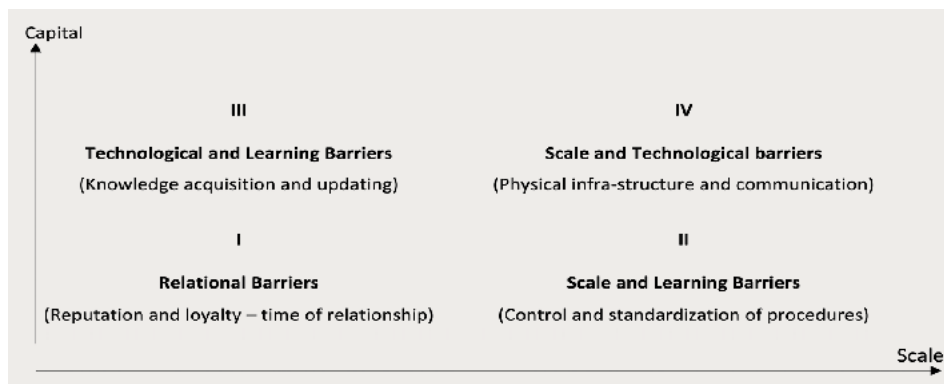 Capital
III
Technological and Learning Barriers
(Knowledge acquisition and updating)
IV
Scale and Technological barriers
(Physical infra-structure and communication)
I
Relational Barriers
(Reputation and loyalty – time of relationship)
II
Scale and Learning Barriers
(Control and standardization of procedures)
Scale